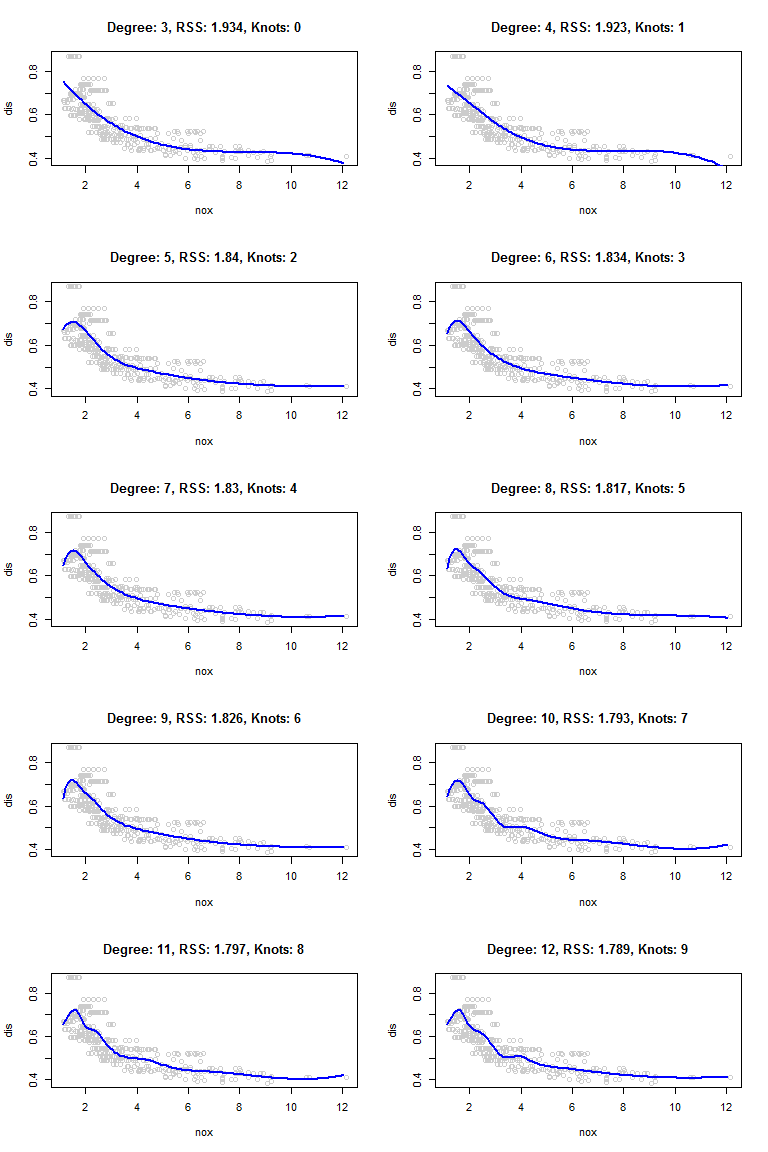 Degree: 3, RSS: 1.934, Knots: 0
dis
0.4 0.6 0.8
2 4 6 8 10 12
nox
Degree: 4, RSS: 1.923, Knots: 1
dis
0.4 0.6 0.8
2 4 6 8 10 12
nox
Degree: 5, RSS: 1.84, Knots: 2
dis
0.4 0.6 0.8
2 4 6 8 10 12
nox
Degree: 6, RSS: 1.834, Knots: 3
dis
0.4 0.6 0.8
2 4 6 8 10 12
nox
Degree: 7, RSS: 1.83, Knots: 4
dis
0.4 0.6 0.8
2 4 6 8 10 12
nox
Degree: 8, RSS: 1.817, Knots: 5
dis
0.4 0.6 0.8
2 4 6 8 10 12
nox
Degree: 9, RSS: 1.826, Knots: 6
dis
0.4 0.6 0.8
2 4 6 8 10 12
nox
Degree: 10, RSS: 1.793, Knots: 7
dis
0.4 0.6 0.8
2 4 6 8 10 12
nox
Degree: 11, RSS: 1.797, Knots: 8
dis
0.4 0.6 0.8
2 4 6 8 10 12
nox
Degree: 12, RSS: 1.789, Knots: 9
dis
0.4 0.6 0.8
2 4 6 8 10 12
nox